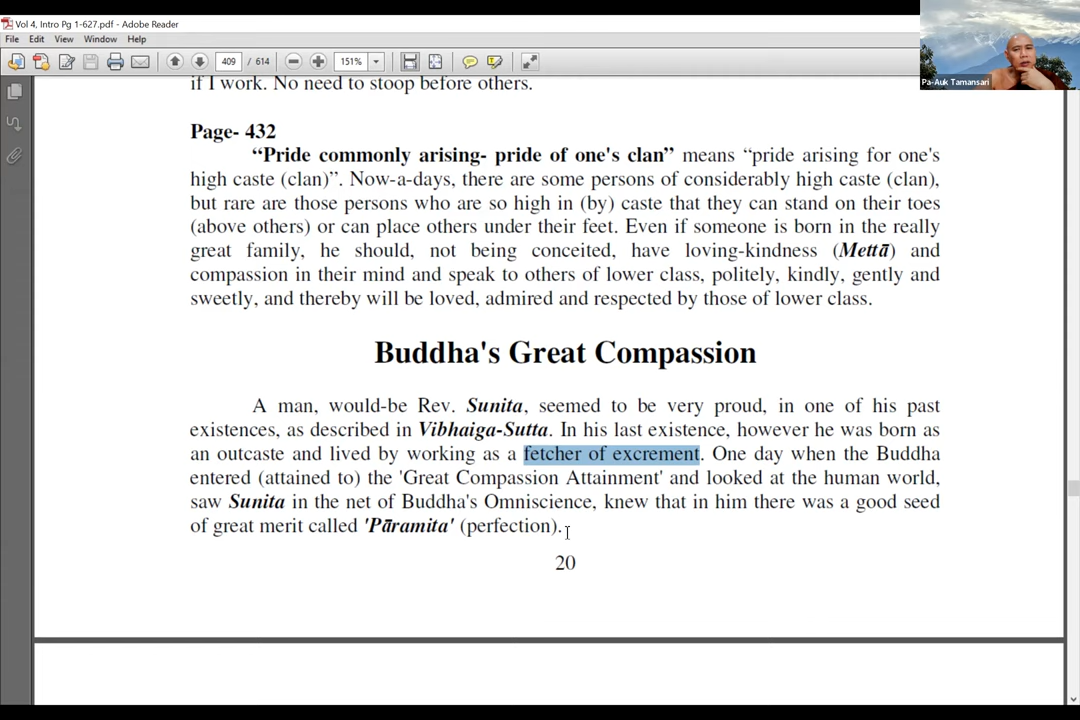 Vol 4, Intro Pg 1-627.pdf - Adobe Reader
File Edit View Window Help
409 / 614 151%
Pa-Auk Tamansari
if I work. No need to stoop before others.
Page- 432
“Pride commonly arising- pride of one's clan” means “pride arising for one's
high caste (clan)”. Now-a-days, there are some persons of considerably high caste (clan),
but rare are those persons who are so high in (by) caste that they can stand on their toes
(above others) or can place others under their feet. Even if someone is born in the really
great family, he should, not being conceited, have loving-kindness (Mettā) and
compassion in their mind and speak to others of lower class, politely, kindly, gently and
sweetly, and thereby will be loved, admired and respected by those of lower class.
Buddha's Great Compassion
A man, would-be Rev. Sunita, seemed to be very proud, in one of his past
existences, as described in Vibhaiga-Sutta. In his last existence, however he was born as
an outcaste and lived by working as a fetcher of excrement. One day when the Buddha
entered (attained to) the 'Great Compassion Attainment' and looked at the human world,
saw Sunita in the net of Buddha's Omniscience, knew that in him there was a good seed
of great merit called 'Pāramita' (perfection).
20